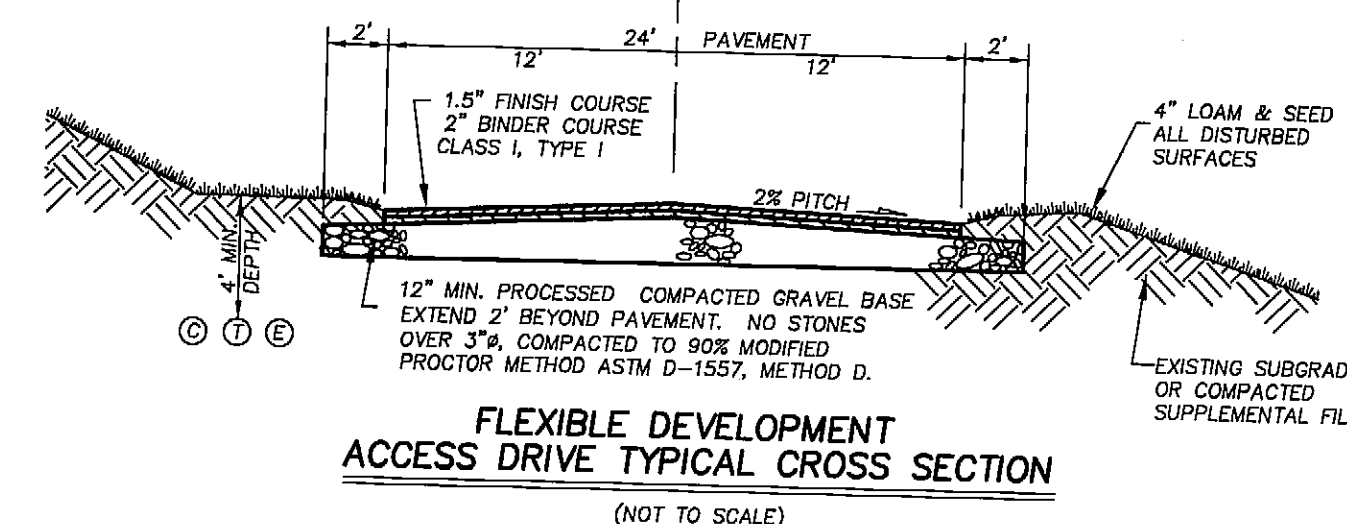 2'
24' PAVEMENT
2'
12'
12'
1.5" FINISH COURSE
2" BINDER COURSE
CLASS I, TYPE I
4" LOAM & SEED
ALL DISTURBED
SURFACES
2% PITCH
4' MIN.
DEPTH
C T E
12" MIN. PROCESSED COMPACTED GRAVEL BASE
EXTEND 2' BEYOND PAVEMENT. NO STONES
OVER 3"ø, COMPACTED TO 90% MODIFIED
PROCTOR METHOD ASTM D-1557, METHOD D.
EXISTING SUBGRAD
OR COMPACTED
SUPPLEMENTAL FIL
FLEXIBLE DEVELOPMENT
ACCESS DRIVE TYPICAL CROSS SECTION
(NOT TO SCALE)